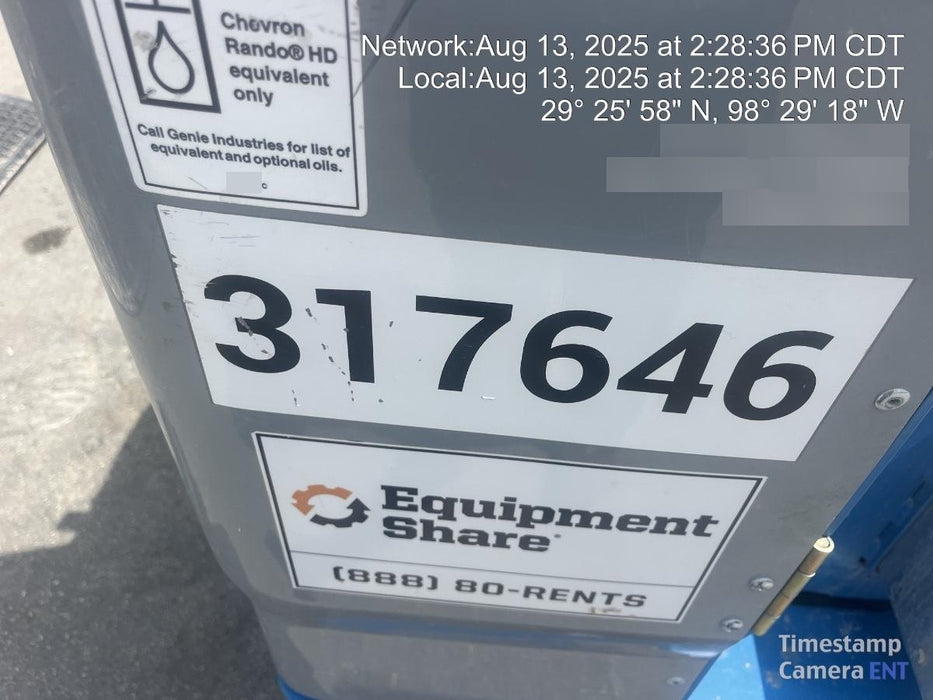 Chevron
Rando® HD
equivalent
only
Call Genie Industries for list of
equivalent and optional oils.
Network:Aug 13, 2025 at 2:28:36 PM CDT
Local:Aug 13, 2025 at 2:28:36 PM CDT
29° 25' 58" N, 98° 29' 18" W
317646
Equipment
Share
(888) 80-RENTS
Timestamp
Camera ENT